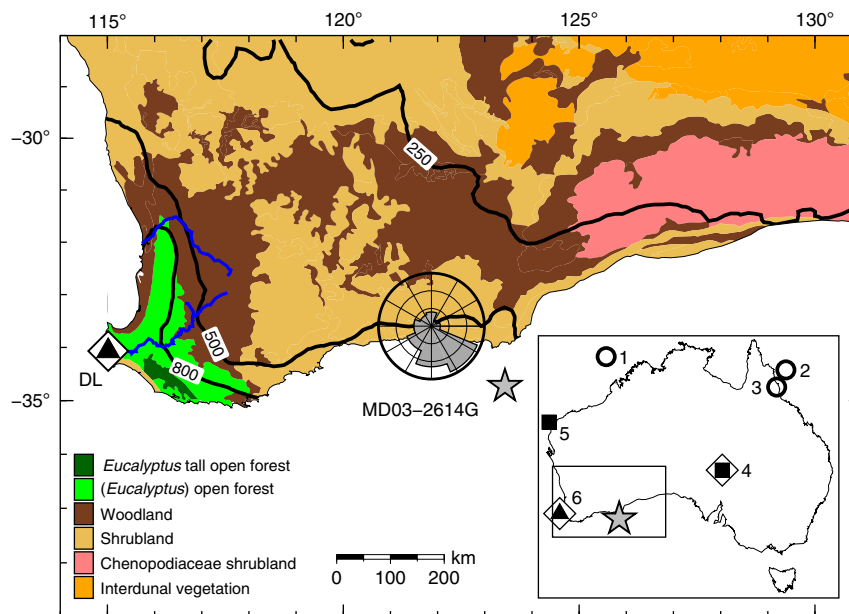 115° 120° 125° 130°
−30°
−35°
250
500
800
DL
MD03−2614G
Eucalyptus tall open forest
(Eucalyptus) open forest
Woodland
Shrubland
Chenopodiaceae shrubland
Interdunal vegetation
km
0 100 200
1
2
3
4
5
6